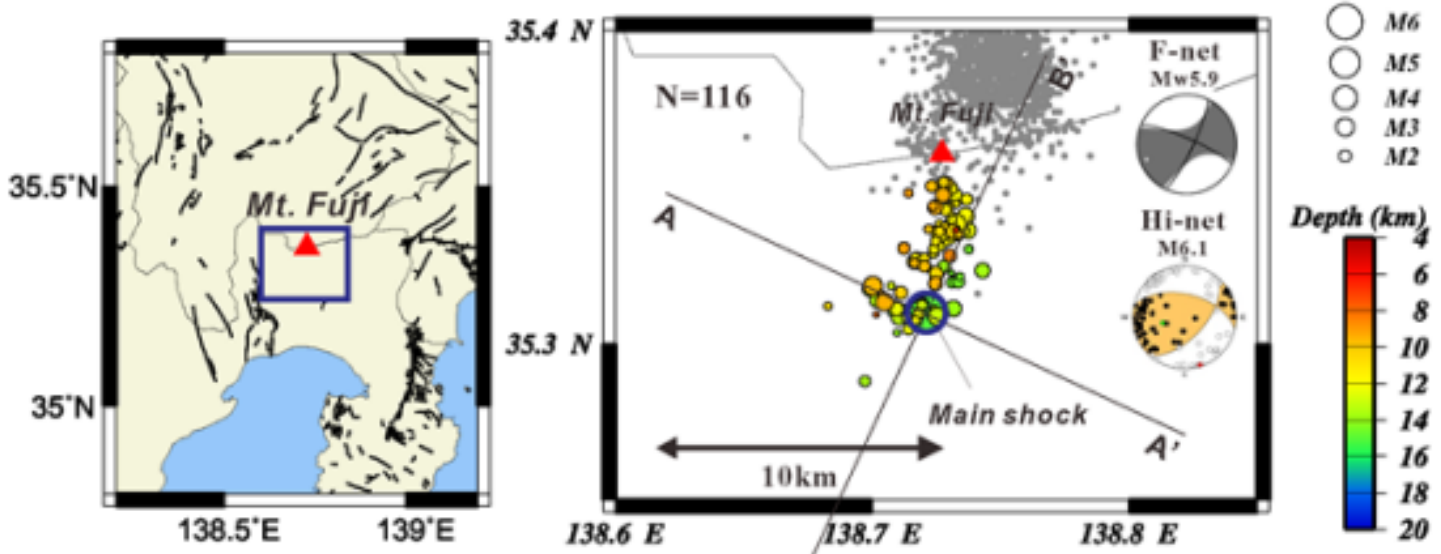 Mt. Fuji
35.5°N
35°N
138.5°E
139°E
35.4 N
35.3 N
138.6 E
138.7 E
138.8 E
N=116
Mt. Fuji
B'
A
A'
Main shock
10km
F-net
Mw5.9
Hi-net
M6.1
M6
M5
M4
M3
M2
Depth (km)
4
6
8
10
12
14
16
18
20